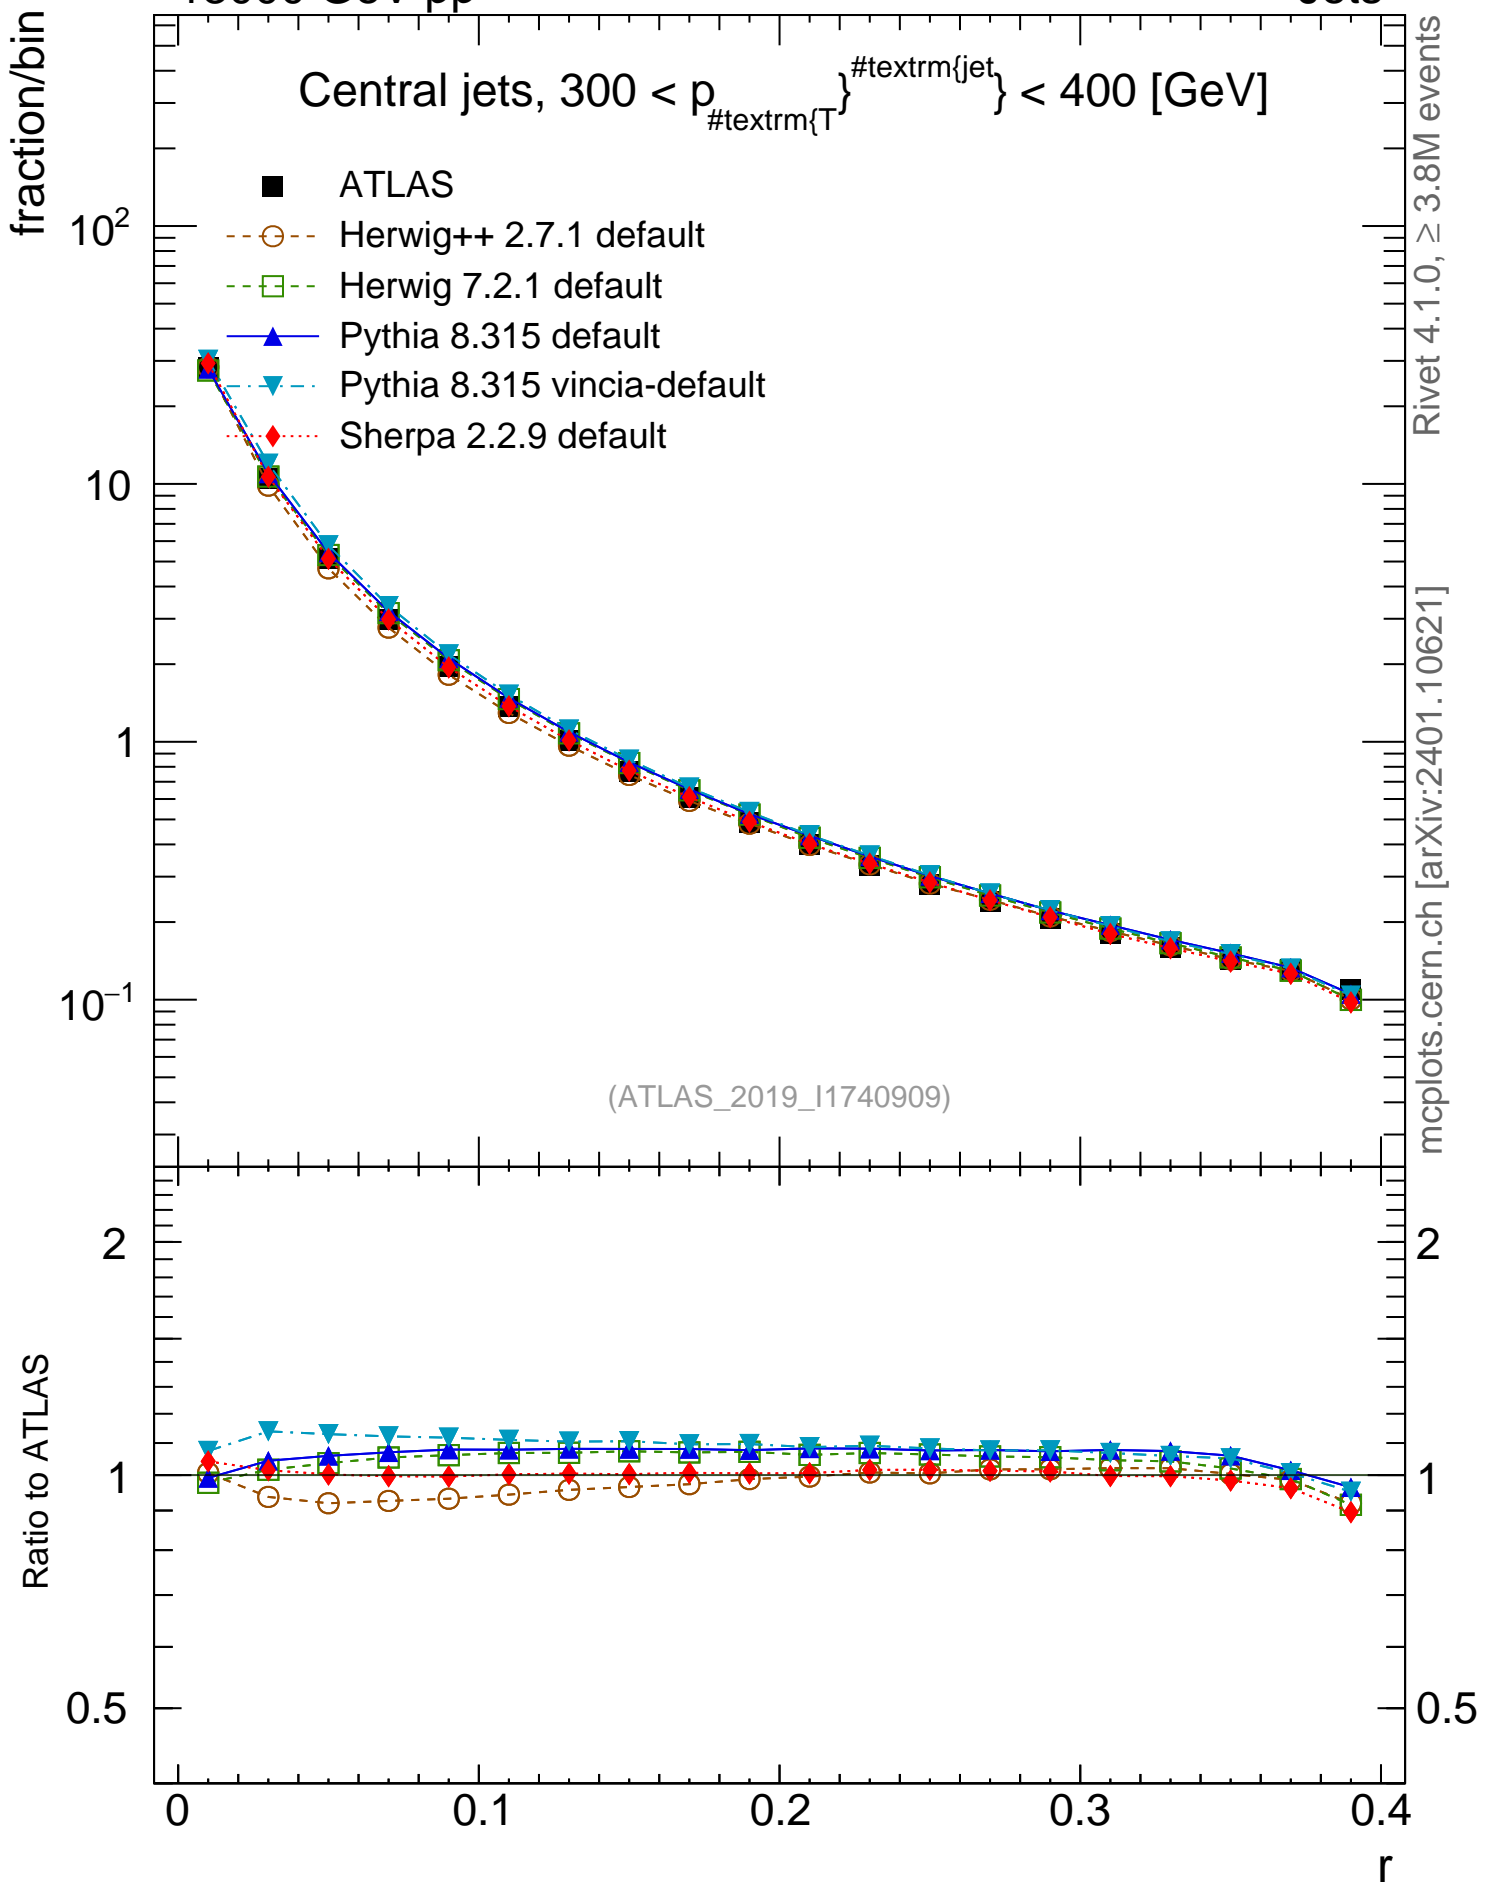 fraction/bin
Central jets, 300 < p_#textrm{T}^#textrm{jet} < 400 [GeV]
ATLAS
Herwig++ 2.7.1 default
Herwig 7.2.1 default
Pythia 8.315 default
Pythia 8.315 vincia-default
Sherpa 2.2.9 default
10²
10
1
10⁻¹
(ATLAS_2019_I1740909)
Rivet 4.1.0, ≥ 3.8M events
mcplots.cern.ch [arXiv:2401.10621]
Ratio to ATLAS
2
1
0.5
2
1
0.5
0 0.1 0.2 0.3 0.4
r